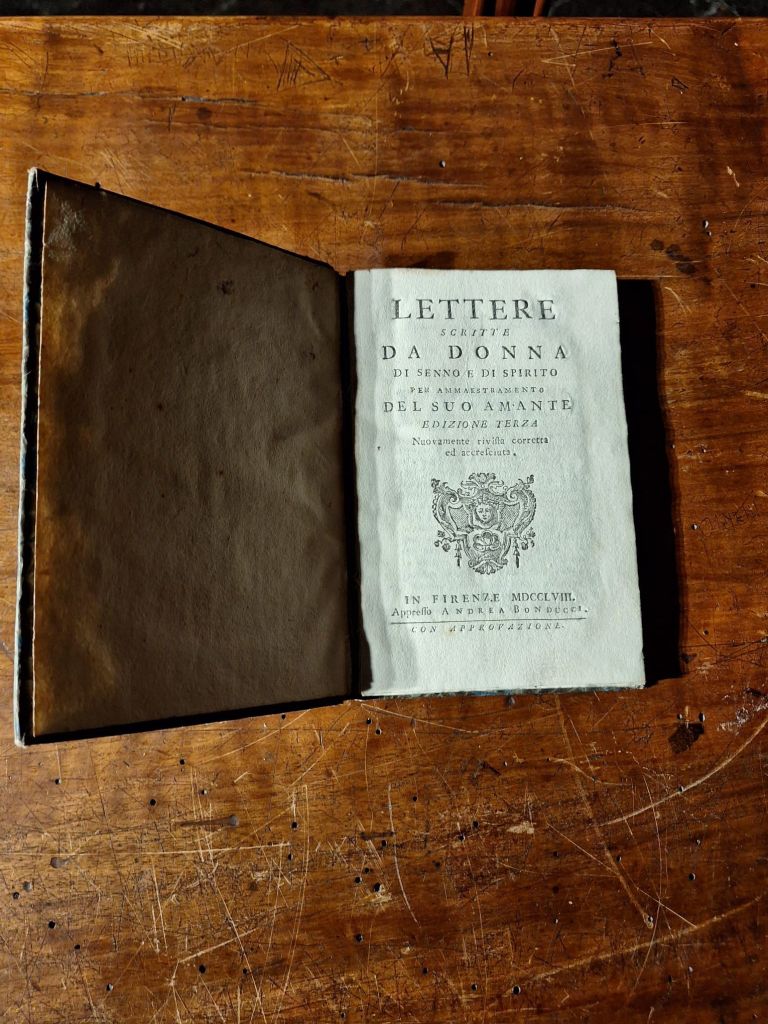 LETTERE
SCRITTE
DA DONNA
DI SENNO E DI SPIRITO
PER AMMAESTRAMENTO
DEL SUO AMANTE
EDIZIONE TERZA
Nuovamente riviſta corretta
ed accreſciuta.
IN FIRENZE MDCCLVIII.
Appreſſo ANDREA BONDUCCI.
CON APPROVAZIONE.